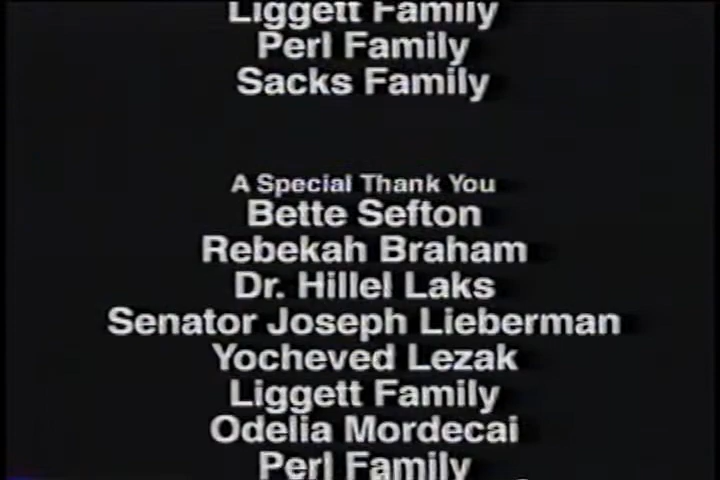 Liggett Family
Perl Family
Sacks Family
A Special Thank You
Bette Sefton
Rebekah Braham
Dr. Hillel Laks
Senator Joseph Lieberman
Yocheved Lezak
Liggett Family
Odelia Mordecai
Perl Family